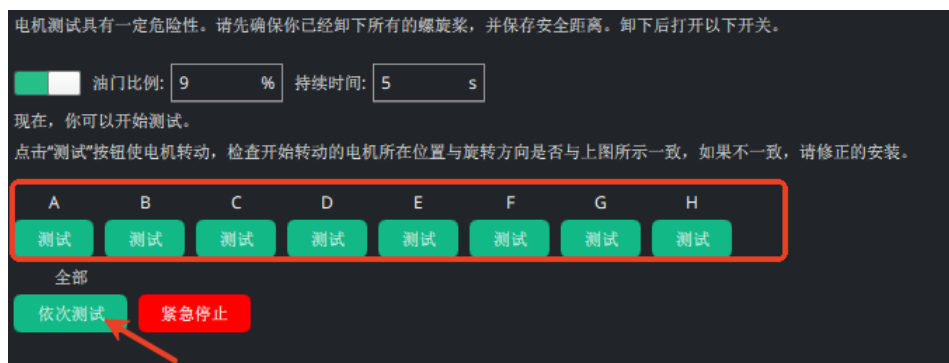 电机测试具有一定危险性。请先确保你已经卸下所有的螺旋桨，并保存安全距离。卸下后打开以下开关。
油门比例: 9 % 持续时间: 5 s
现在，你可以开始测试。
点击“测试”按钮使电机转动，检查开始转动的电机所在位置与旋转方向是否与上图所示一致，如果不一致，请修正的安装。
A B C D E F G H
测试 测试 测试 测试 测试 测试 测试 测试
全部
依次测试 紧急停止